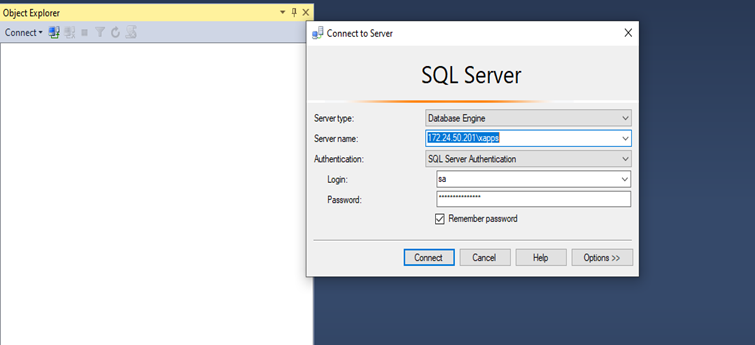 Object Explorer
Connect
Connect to Server
SQL Server
Server type: Database Engine
Server name: 172.24.50.201\xapps
Authentication: SQL Server Authentication
Login: sa
Password: ***************
Remember password
Connect Cancel Help Options >>